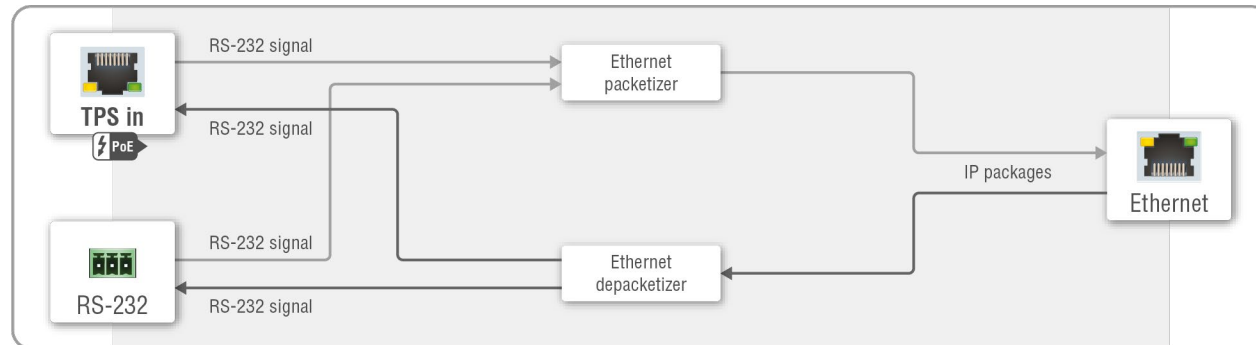 RS-232 signal
Ethernet
packetizer
TPS in
RS-232 signal
PoE
IP packages
Ethernet
RS-232 signal
Ethernet
depacketizer
RS-232
RS-232 signal